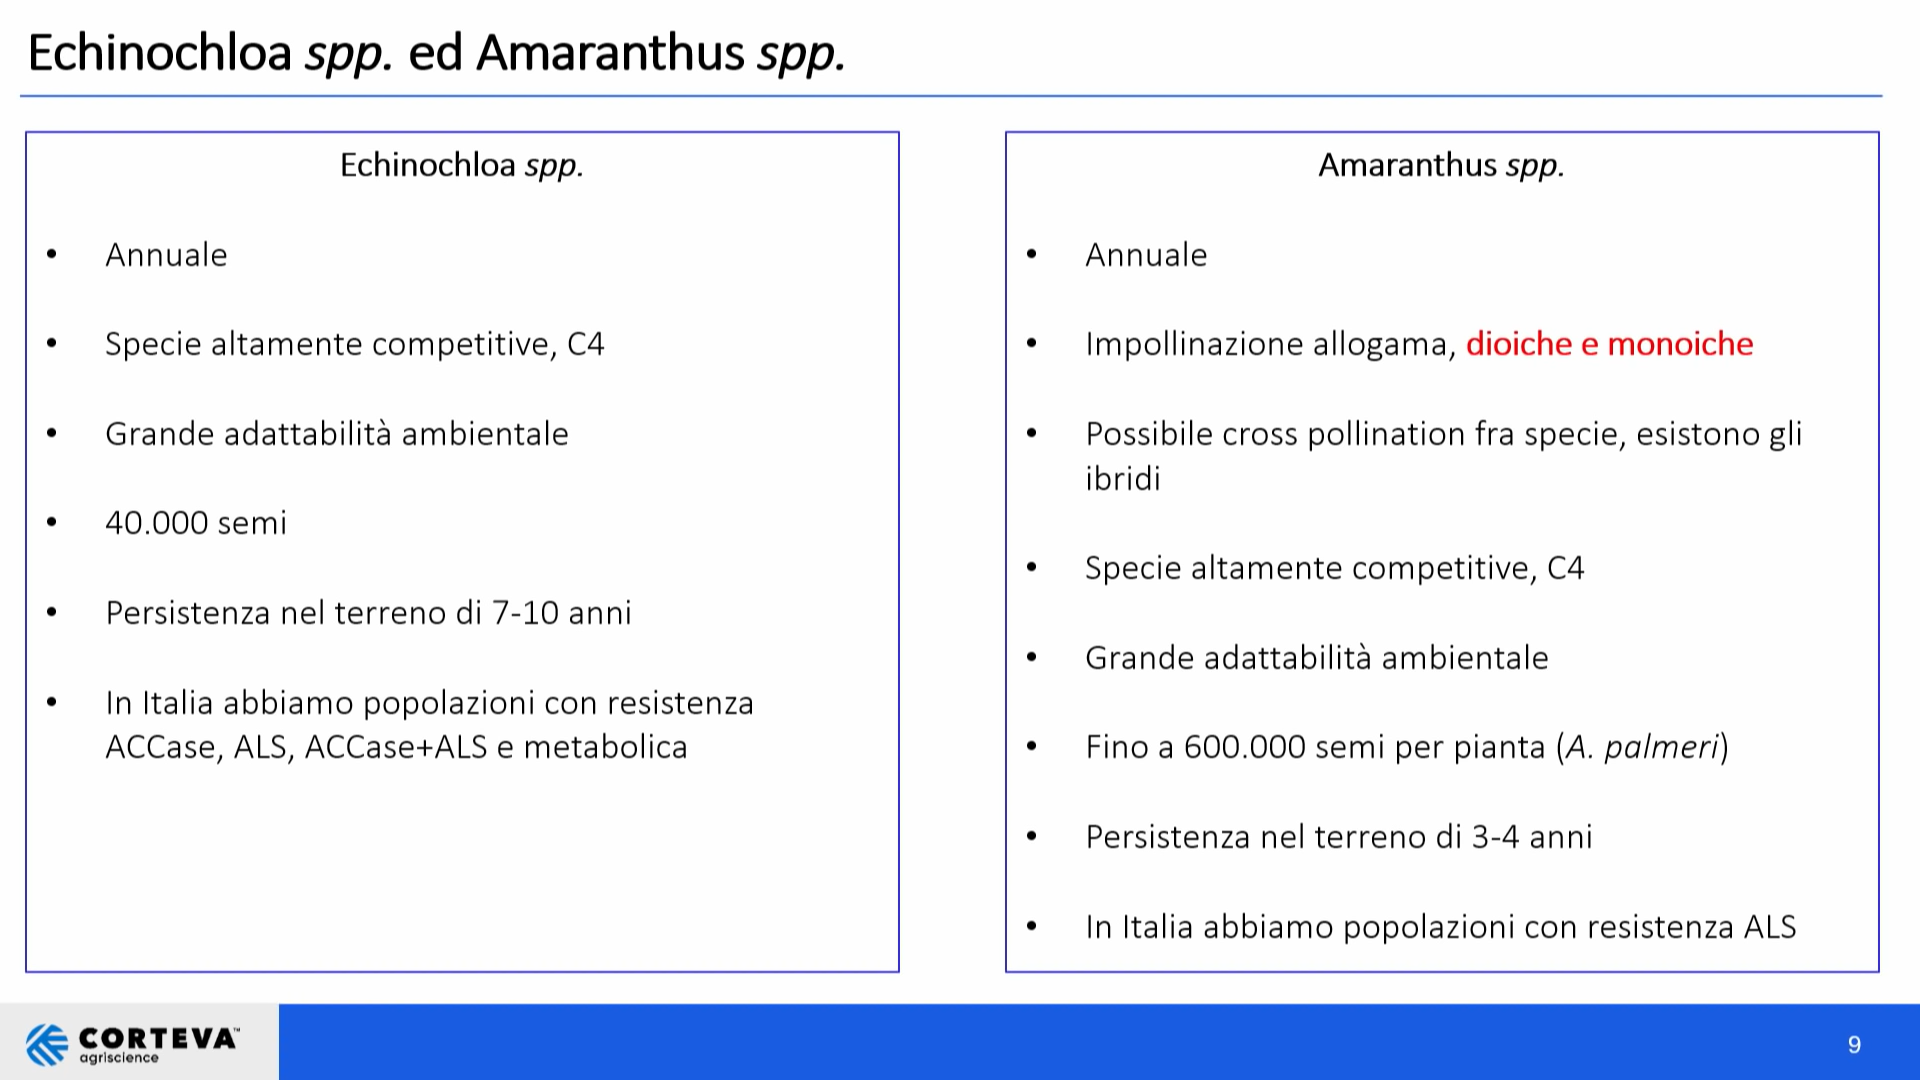 Echinochloa spp. ed Amaranthus spp.
Echinochloa spp.
• Annuale
• Specie altamente competitive, C4
• Grande adattabilità ambientale
• 40.000 semi
• Persistenza nel terreno di 7-10 anni
• In Italia abbiamo popolazioni con resistenza
ACCase, ALS, ACCase+ALS e metabolica
Amaranthus spp.
• Annuale
• Impollinazione allogama, dioiche e monoiche
• Possibile cross pollination fra specie, esistono gli
ibridi
• Specie altamente competitive, C4
• Grande adattabilità ambientale
• Fino a 600.000 semi per pianta (A. palmeri)
• Persistenza nel terreno di 3-4 anni
• In Italia abbiamo popolazioni con resistenza ALS
CORTEVA™
agriscience
9